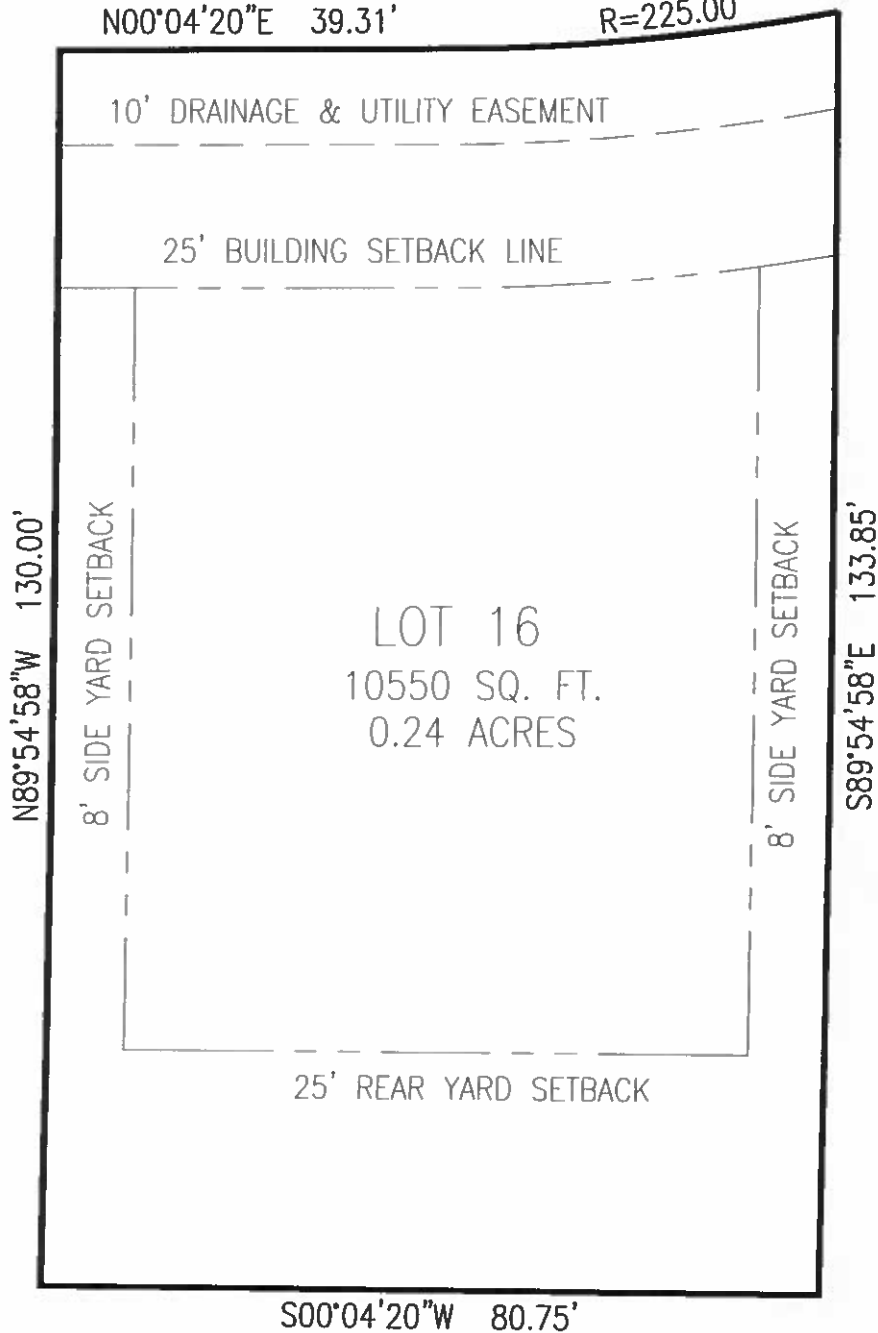 N00°04'20"E 39.31' R=225.00
10' DRAINAGE & UTILITY EASEMENT
25' BUILDING SETBACK LINE
N89°54'58"W 130.00'
8' SIDE YARD SETBACK
LOT 16
10550 SQ. FT.
0.24 ACRES
8' SIDE YARD SETBACK
S89°54'58"E 133.85'
25' REAR YARD SETBACK
S00°04'20"W 80.75'